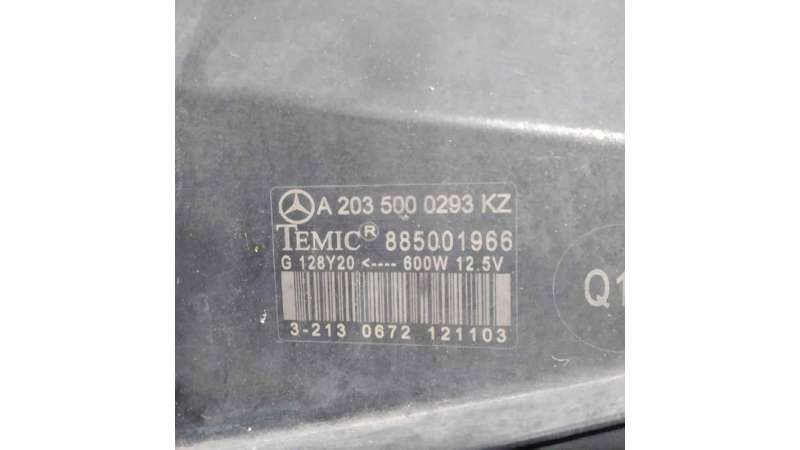 A 203 500 0293 KZ
TEMIC® 885001966
G 128Y20 <---- 600W 12.5V
3-213 0672 121103
Q1